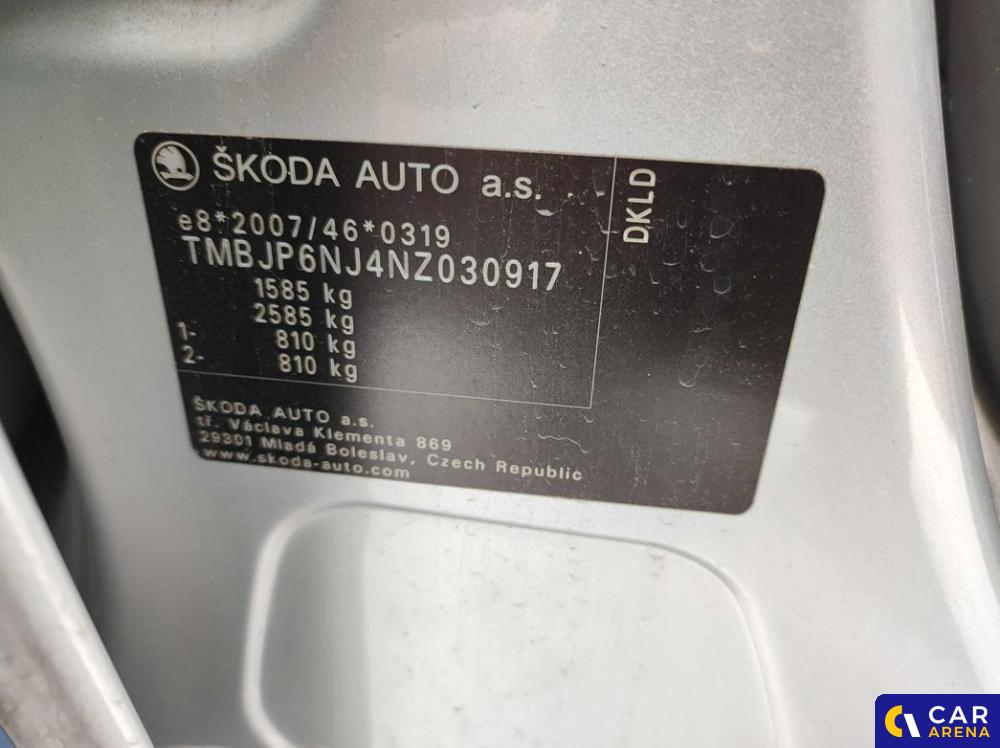 ŠKODA AUTO a.s.
DKLD
e8*2007/46*0319
TMBJP6NJ4NZ030917
1585 kg
2585 kg
1- 810 kg
2- 810 kg
ŠKODA AUTO a.s.
tř. Václava Klementa 869
29301 Mladá Boleslav, Czech Republic
www.skoda-auto.com
CAR
ARENA